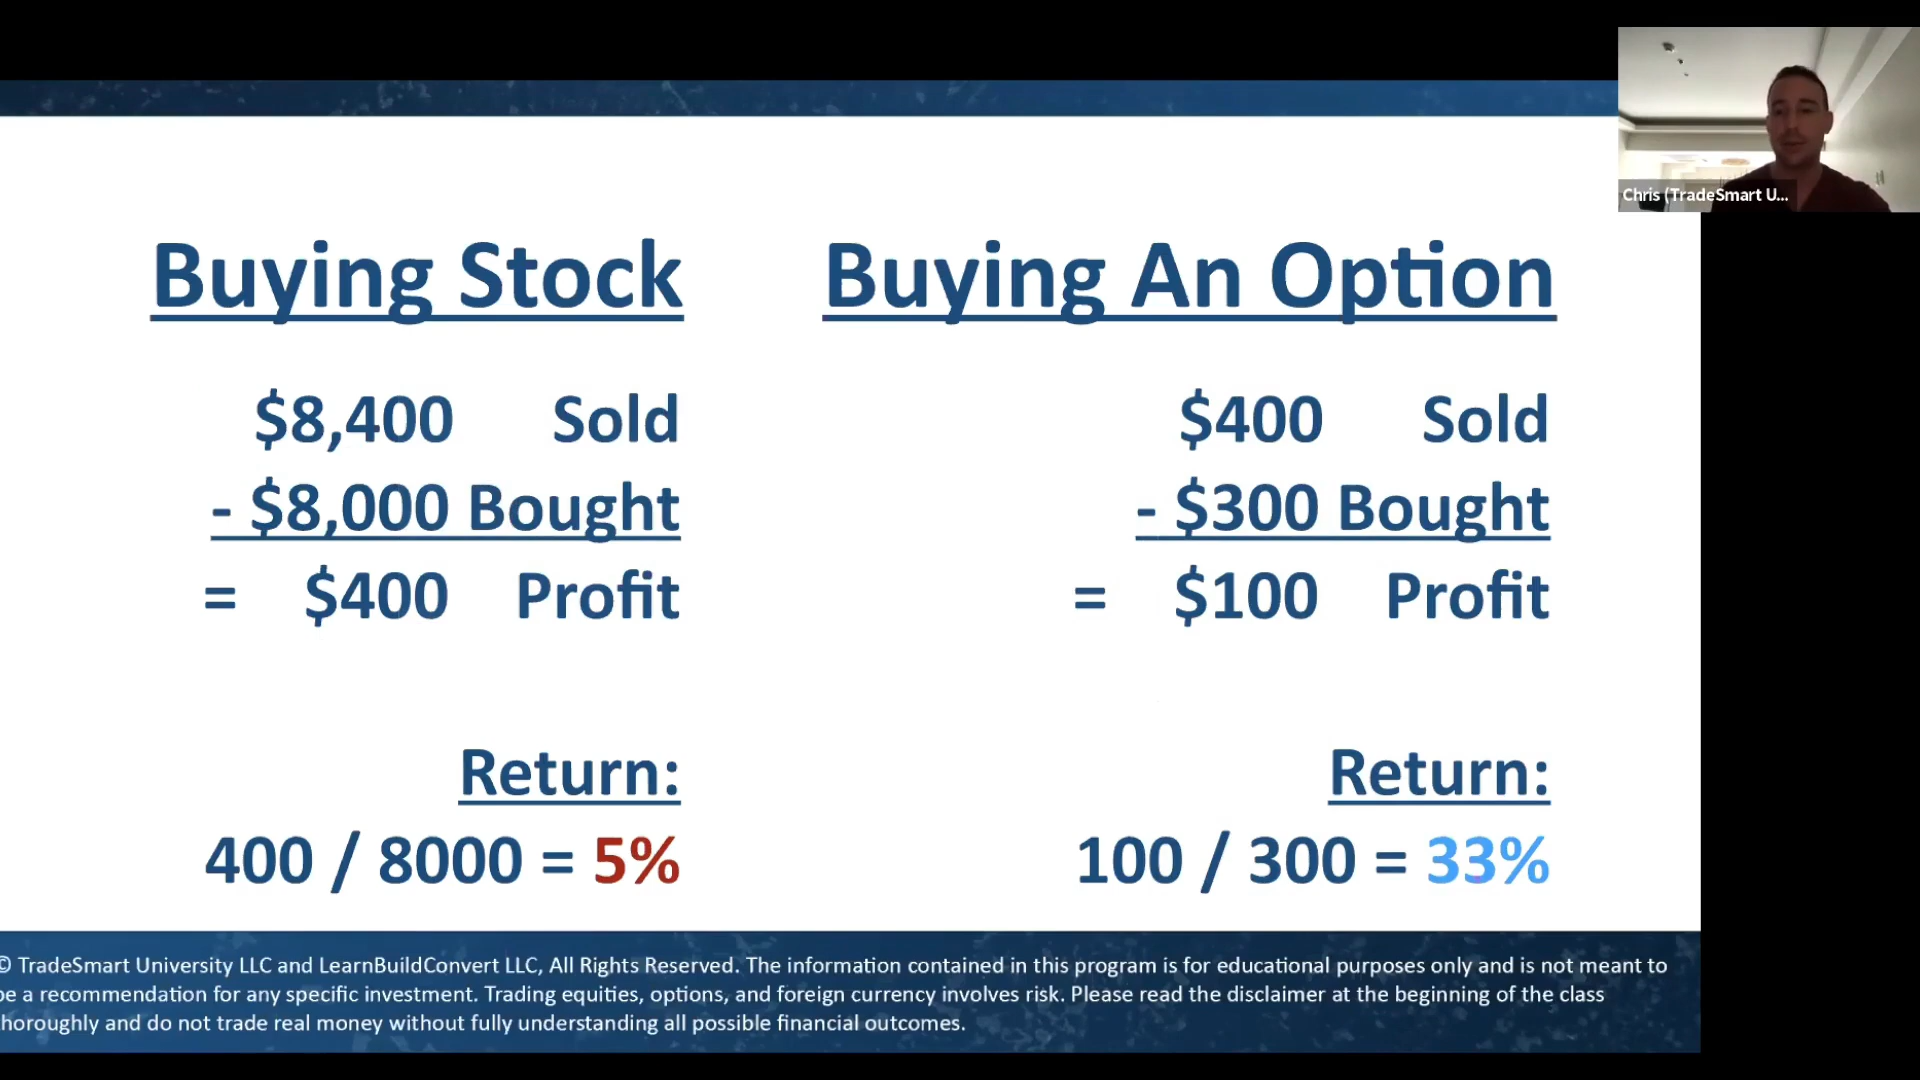 Chris (TradeSmart U...
Buying Stock
$8,400 Sold
- $8,000 Bought
= $400 Profit
Return:
400 / 8000 = 5%
Buying An Option
$400 Sold
- $300 Bought
= $100 Profit
Return:
100 / 300 = 33%
© TradeSmart University LLC and LearnBuildConvert LLC, All Rights Reserved. The information contained in this program is for educational purposes only and is not meant to
be a recommendation for any specific investment. Trading equities, options, and foreign currency involves risk. Please read the disclaimer at the beginning of the class
horoughly and do not trade real money without fully understanding all possible financial outcomes.